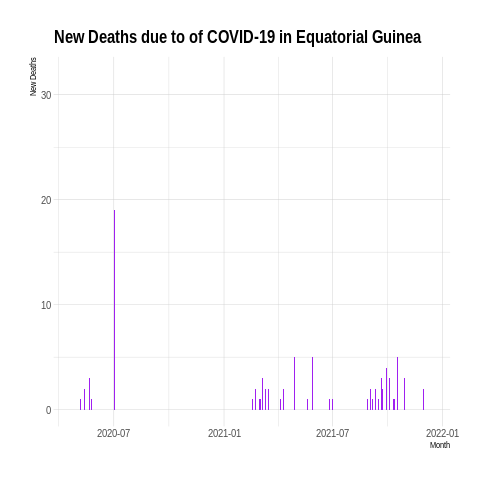 New Deaths due to of COVID-19 in Equatorial Guinea
New Deaths
30
20
10
0
2020-07 2021-01 2021-07 2022-01
Month